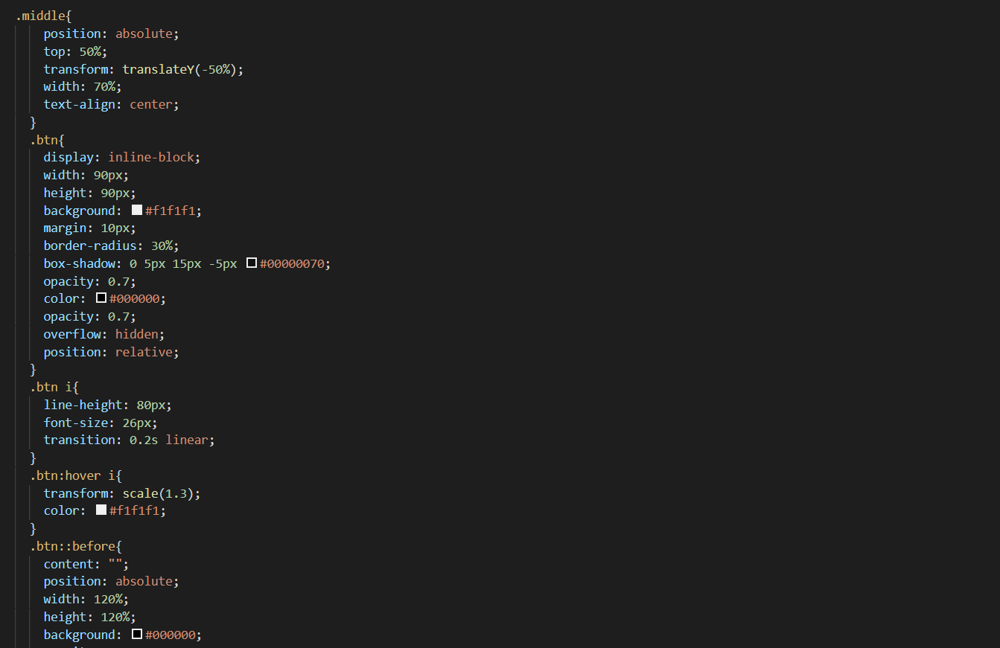 .middle{
position: absolute;
top: 50%;
transform: translateY(-50%);
width: 70%;
text-align: center;
}
.btn{
display: inline-block;
width: 90px;
height: 90px;
background: #f1f1f1;
margin: 10px;
border-radius: 30%;
box-shadow: 0 5px 15px -5px #00000070;
opacity: 0.7;
color: #000000;
opacity: 0.7;
overflow: hidden;
position: relative;
}
.btn i{
line-height: 80px;
font-size: 26px;
transition: 0.2s linear;
}
.btn:hover i{
transform: scale(1.3);
color: #f1f1f1;
}
.btn::before{
content: "";
position: absolute;
width: 120%;
height: 120%;
background: #000000;